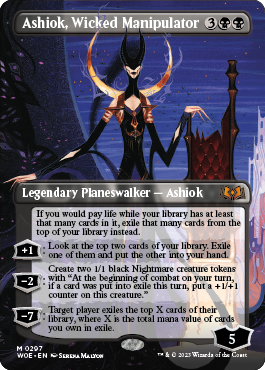 Ashiok, Wicked Manipulator 3
Legendary Planeswalker — Ashiok
If you would pay life while your library has at least
that many cards in it, exile that many cards from the
top of your library instead.
+1 : Look at the top two cards of your library. Exile
one of them and put the other into your hand.
−2 : Create two 1/1 black Nightmare creature tokens
with "At the beginning of combat on your turn,
if a card was put into exile this turn, put a +1/+1
counter on this creature."
−7 : Target player exiles the top X cards of their
library, where X is the total mana value of cards
you own in exile.
5
M 0297
WOE • EN SERENA MALYON
™ & © 2023 Wizards of the Coast